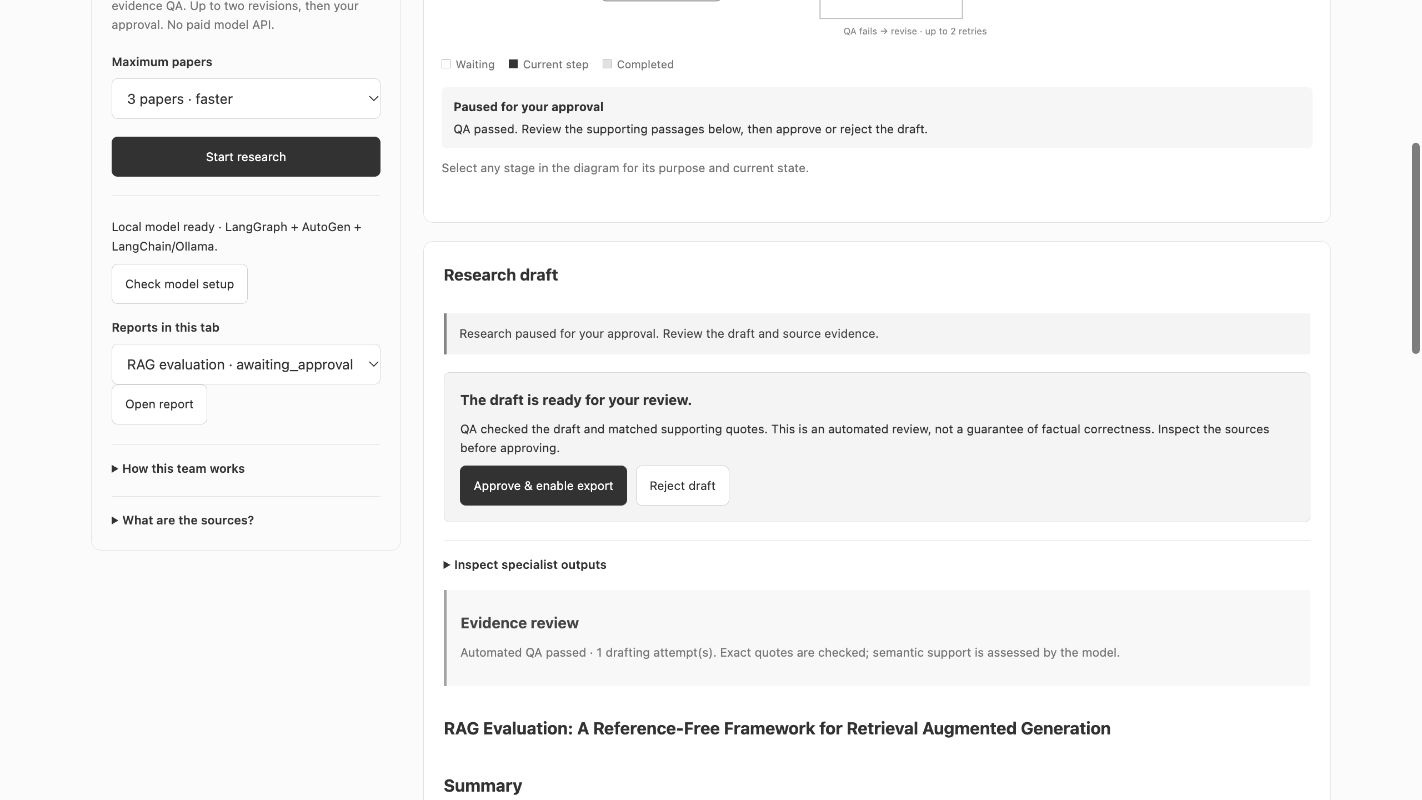 evidence QA. Up to two revisions, then your
approval. No paid model API.
Maximum papers
3 papers · faster
Start research
Local model ready · LangGraph + AutoGen +
LangChain/Ollama.
Check model setup
Reports in this tab
RAG evaluation · awaiting_approval
Open report
How this team works
What are the sources?
QA fails → revise · up to 2 retries
Waiting
Current step
Completed
Paused for your approval
QA passed. Review the supporting passages below, then approve or reject the draft.
Select any stage in the diagram for its purpose and current state.
Research draft
Research paused for your approval. Review the draft and source evidence.
The draft is ready for your review.
QA checked the draft and matched supporting quotes. This is an automated review, not a guarantee of factual correctness. Inspect the sources
before approving.
Approve & enable export
Reject draft
Inspect specialist outputs
Evidence review
Automated QA passed · 1 drafting attempt(s). Exact quotes are checked; semantic support is assessed by the model.
RAG Evaluation: A Reference-Free Framework for Retrieval Augmented Generation
Summary